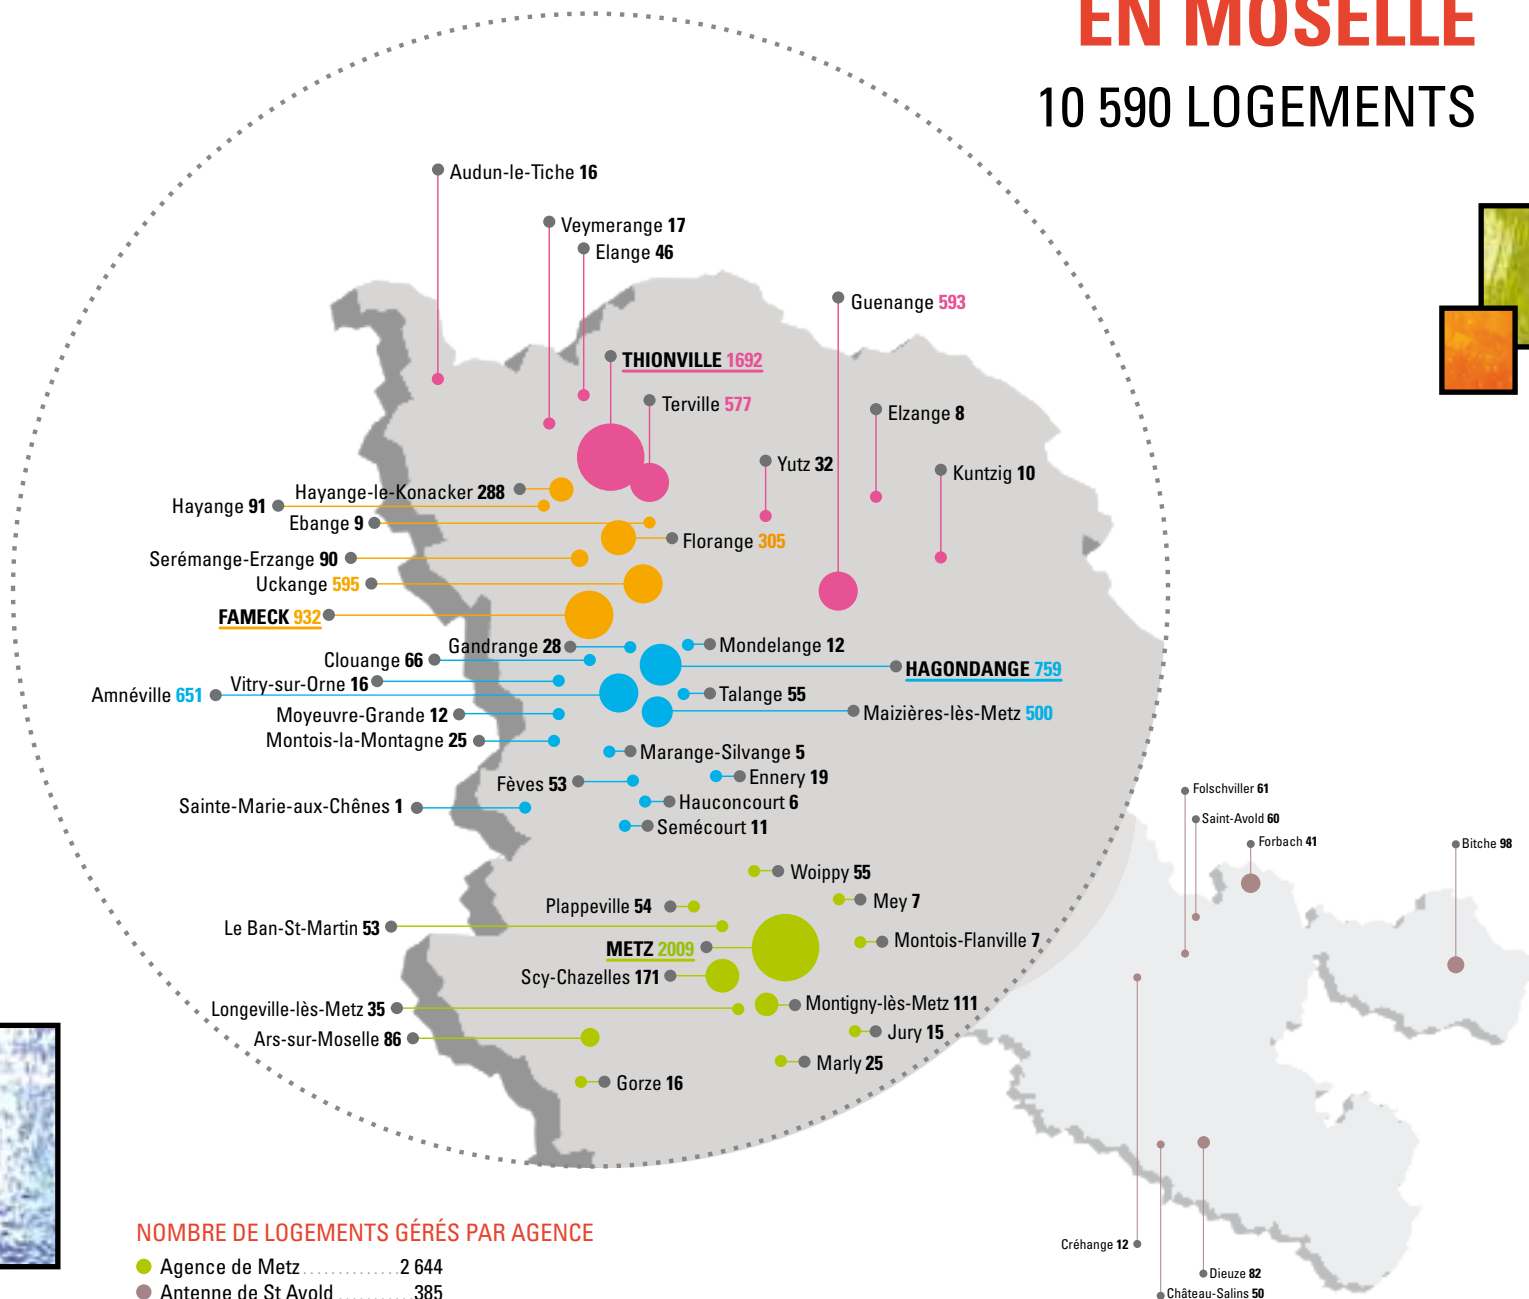 EN MOSELLE
10 590 LOGEMENTS
Audun-le-Tiche 16
Veymerange 17
Elange 46
Guenange 593
THIONVILLE 1692
Terville 577
Elzange 8
Yutz 32
Kuntzig 10
Hayange-le-Konacker 288
Hayange 91
Ebange 9
Florange 305
Serémange-Erzange 90
Uckange 595
FAMECK 932
Gandrange 28
Mondelange 12
Clouange 66
HAGONDANGE 759
Vitry-sur-Orne 16
Amnéville 651
Talange 55
Moyeuvre-Grande 12
Maizières-lès-Metz 500
Montois-la-Montagne 25
Marange-Silvange 5
Fèves 53
Ennery 19
Sainte-Marie-aux-Chênes 1
Hauconcourt 6
Semécourt 11
Folschviller 61
Saint-Avold 60
Forbach 41
Bitche 98
Woippy 55
Plappeville 54
Mey 7
Le Ban-St-Martin 53
METZ 2009
Montois-Flanville 7
Scy-Chazelles 171
Longeville-lès-Metz 35
Montigny-lès-Metz 111
Ars-sur-Moselle 86
Jury 15
Marly 25
Gorze 16
Créhange 12
Dieuze 82
Château-Salins 50
NOMBRE DE LOGEMENTS GÉRÉS PAR AGENCE
Agence de Metz..............2 644
Antenne de St Avold...........385